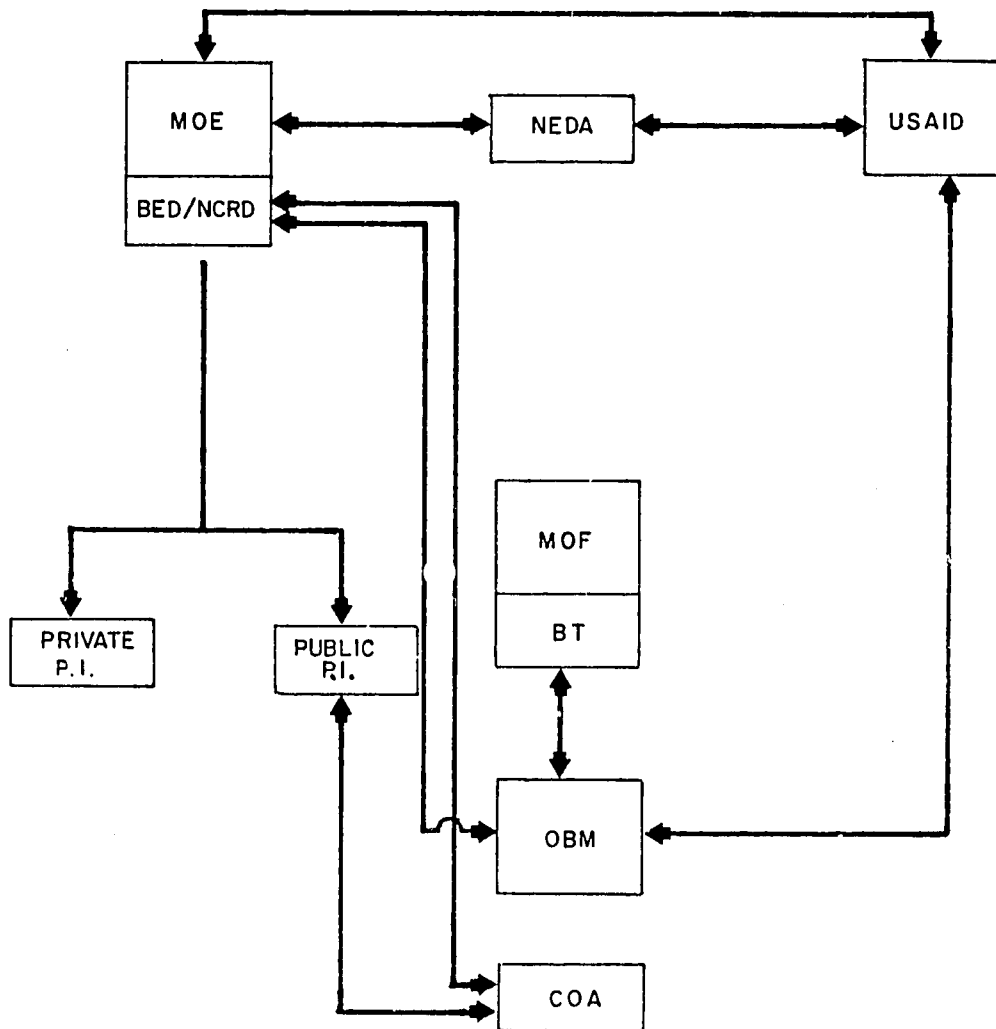 MOE
NEDA
USAID
BED/NCRD
MOF
BT
PRIVATE
P.I.
PUBLIC
P.I.
OBM
COA